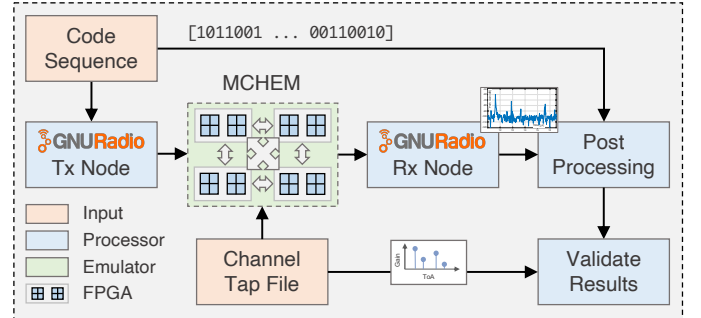 Code
Sequence
[1011001 ... 00110010]
MCHEM
GNURadio
Tx Node
GNURadio
Rx Node
Post
Processing
Input
Processor
Emulator
FPGA
Channel
Tap File
Gain
ToA
Validate
Results